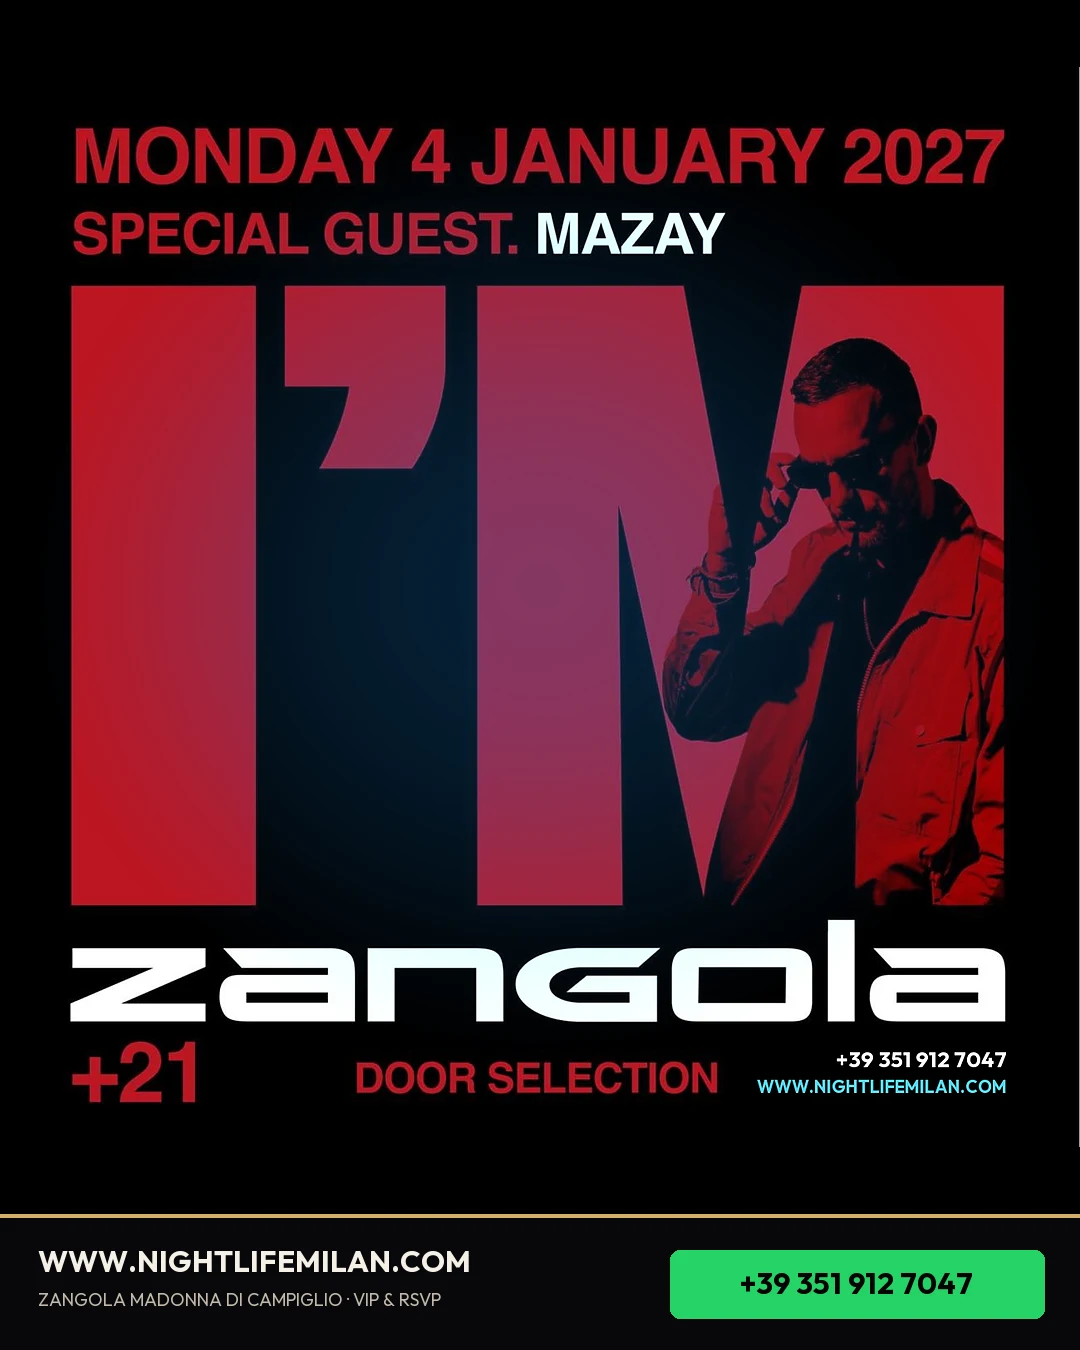 MONDAY 4 JANUARY 2027
SPECIAL GUEST. MAZAY
I'M
zangola
+21
DOOR SELECTION
+39 351 912 7047
WWW.NIGHTLIFEMILAN.COM
WWW.NIGHTLIFEMILAN.COM
ZANGOLA MADONNA DI CAMPIGLIO · VIP & RSVP
+39 351 912 7047